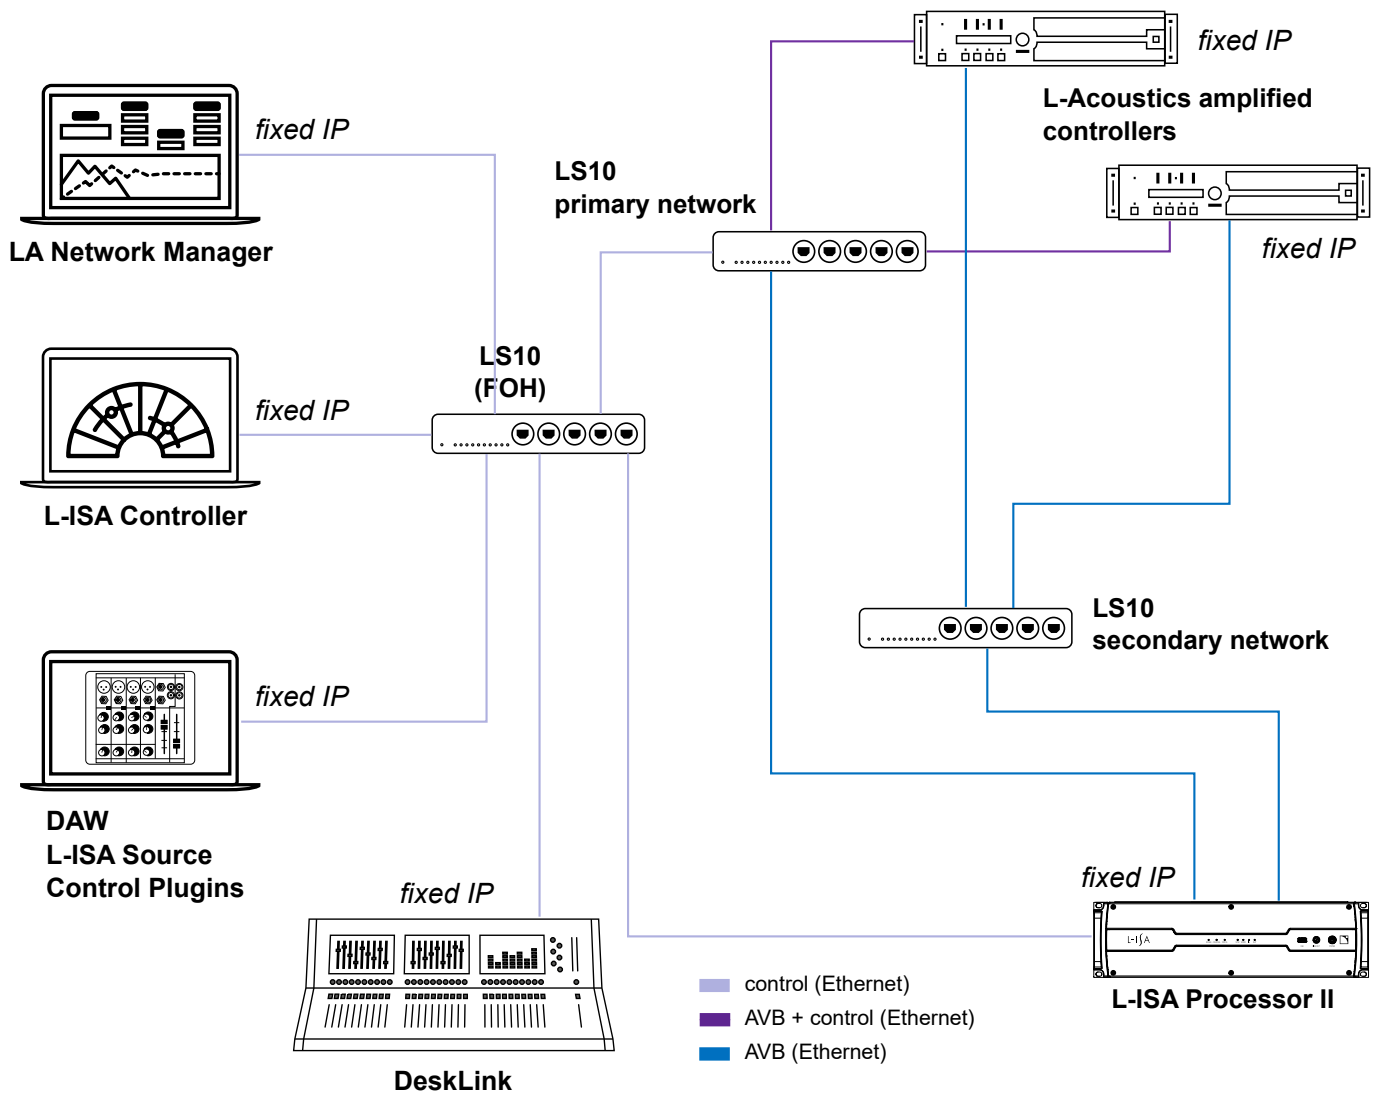 fixed IP
L-Acoustics amplified
controllers
fixed IP
LA Network Manager
LS10
primary network
fixed IP
fixed IP
L-ISA Controller
LS10
(FOH)
fixed IP
DAW
L-ISA Source
Control Plugins
LS10
secondary network
fixed IP
DeskLink
fixed IP
L-ISA
L-ISA Processor II
control (Ethernet)
AVB + control (Ethernet)
AVB (Ethernet)